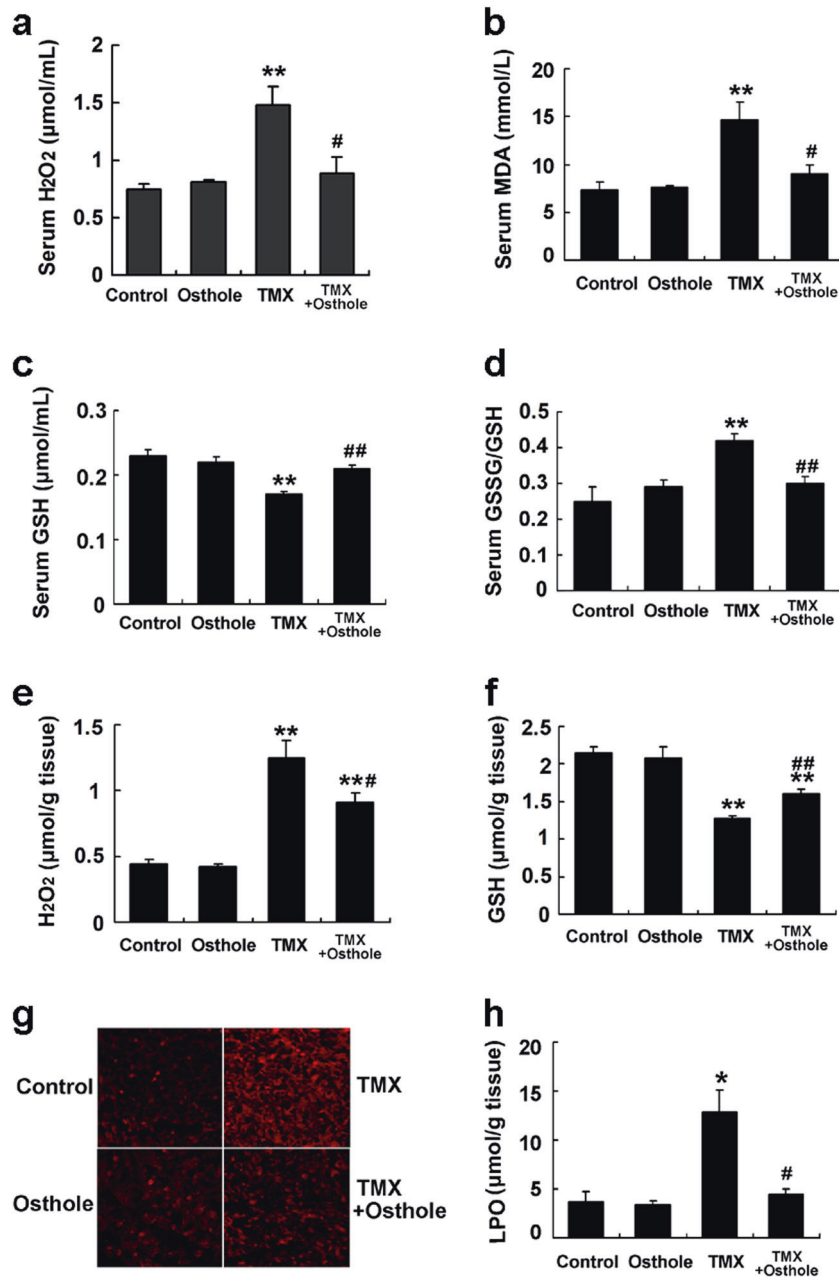 a
Serum H2O2 (µmol/mL)
2
1.5
1
0.5
0
**
#
Control Osthole TMX TMX +Osthole
b
Serum MDA (mmol/L)
20
15
10
5
0
**
#
Control Osthole TMX TMX +Osthole
c
Serum GSH (µmol/mL)
0.3
0.2
0.1
0
**
##
Control Osthole TMX TMX +Osthole
d
Serum GSSG/GSH
0.5
0.4
0.3
0.2
0.1
0
**
##
Control Osthole TMX TMX +Osthole
e
H2O2 (µmol/g tissue)
1.5
1
0.5
0
**
**#
Control Osthole TMX TMX +Osthole
f
GSH (µmol/g tissue)
2.5
2
1.5
1
0.5
0
**
##
**
Control Osthole TMX TMX +Osthole
g
Control
TMX
Osthole
TMX
+Osthole
h
LPO (µmol/g tissue)
20
15
10
5
0
*
#
Control Osthole TMX TMX +Osthole